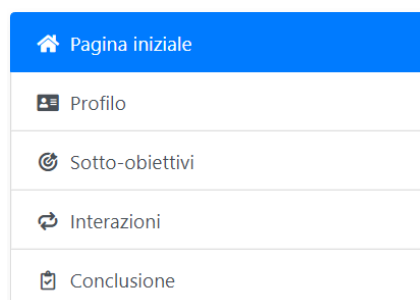 Pagina iniziale
Profilo
Sotto-obiettivi
Interazioni
Conclusione